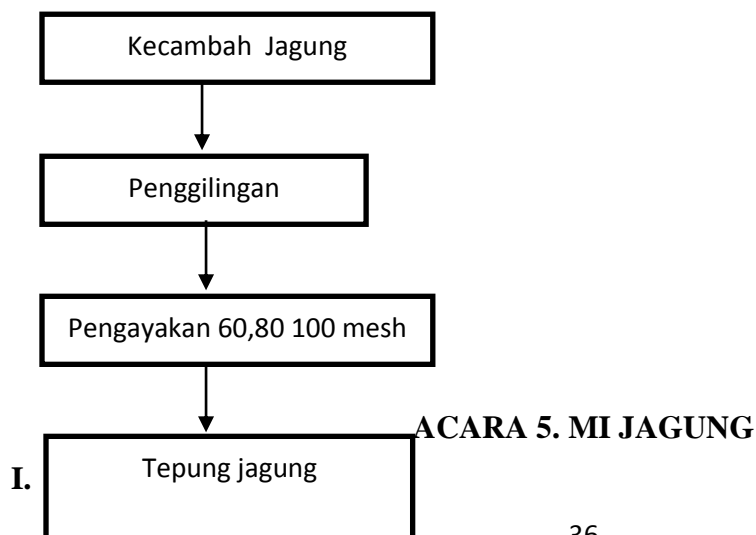 Kecambah Jagung
Penggilingan
Pengayakan 60,80 100 mesh
ACARA 5. MI JAGUNG
I.
Tepung jagung
36